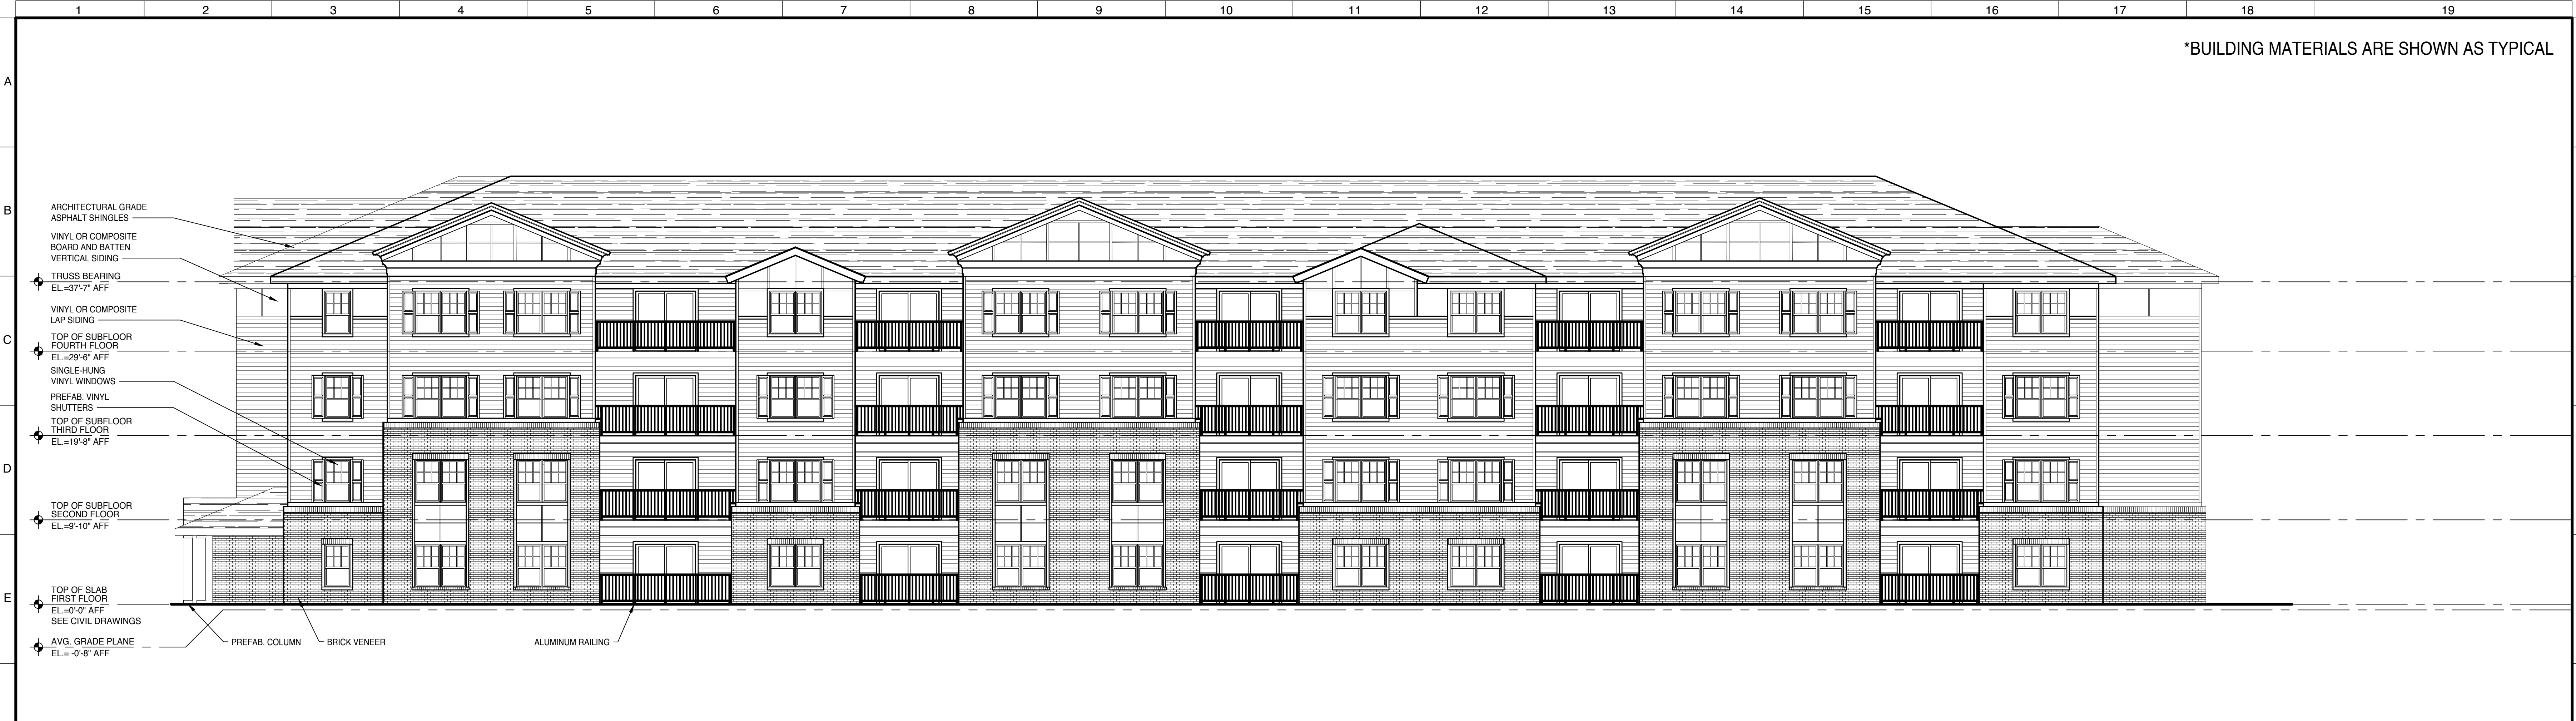 1 2 3 4 5 6 7 8 9 10 11 12 13 14 15 16 17 18 19
*BUILDING MATERIALS ARE SHOWN AS TYPICAL
A
B
C
D
E
ARCHITECTURAL GRADE
ASPHALT SHINGLES
VINYL OR COMPOSITE
BOARD AND BATTEN
VERTICAL SIDING
TRUSS BEARING
EL.=37'-7" AFF
VINYL OR COMPOSITE
LAP SIDING
TOP OF SUBFLOOR
FOURTH FLOOR
EL.=29'-6" AFF
SINGLE-HUNG
VINYL WINDOWS
PREFAB. VINYL
SHUTTERS
TOP OF SUBFLOOR
THIRD FLOOR
EL.=19'-8" AFF
TOP OF SUBFLOOR
SECOND FLOOR
EL.=9'-10" AFF
TOP OF SLAB
FIRST FLOOR
EL.=0'-0" AFF
SEE CIVIL DRAWINGS
AVG. GRADE PLANE
EL.= -0'-8" AFF
PREFAB. COLUMN
BRICK VENEER
ALUMINUM RAILING